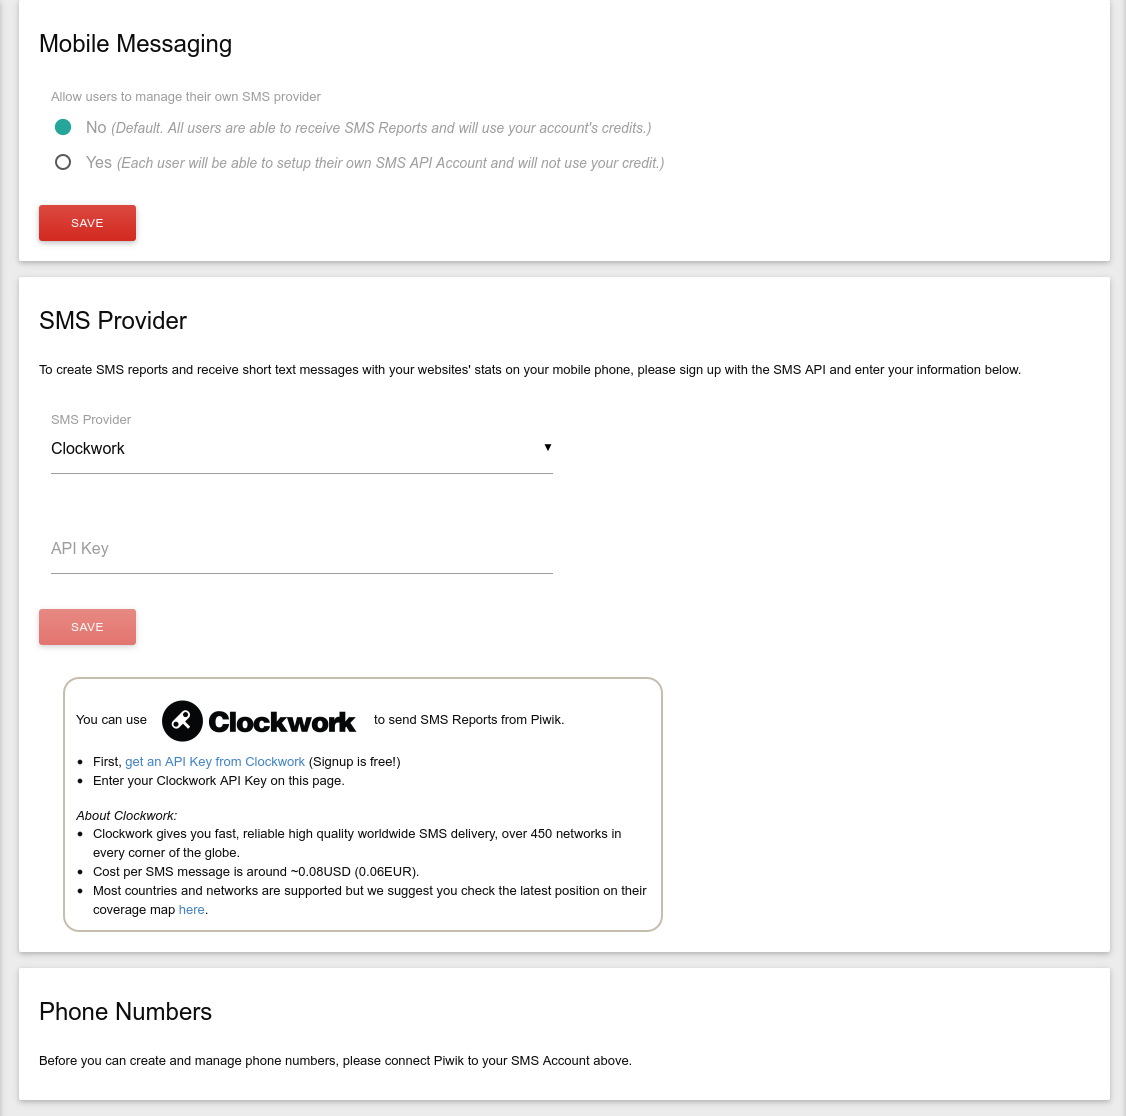 Mobile Messaging
Allow users to manage their own SMS provider
No (Default. All users are able to receive SMS Reports and will use your account's credits.)
Yes (Each user will be able to setup their own SMS API Account and will not use your credit.)
SAVE
SMS Provider
To create SMS reports and receive short text messages with your websites' stats on your mobile phone, please sign up with the SMS API and enter your information below.
SMS Provider
Clockwork
API Key
SAVE
You can use Clockwork to send SMS Reports from Piwik.
First, get an API Key from Clockwork (Signup is free!)
Enter your Clockwork API Key on this page.
About Clockwork:
Clockwork gives you fast, reliable high quality worldwide SMS delivery, over 450 networks in
every corner of the globe.
Cost per SMS message is around ~0.08USD (0.06EUR).
Most countries and networks are supported but we suggest you check the latest position on their
coverage map here.
Phone Numbers
Before you can create and manage phone numbers, please connect Piwik to your SMS Account above.